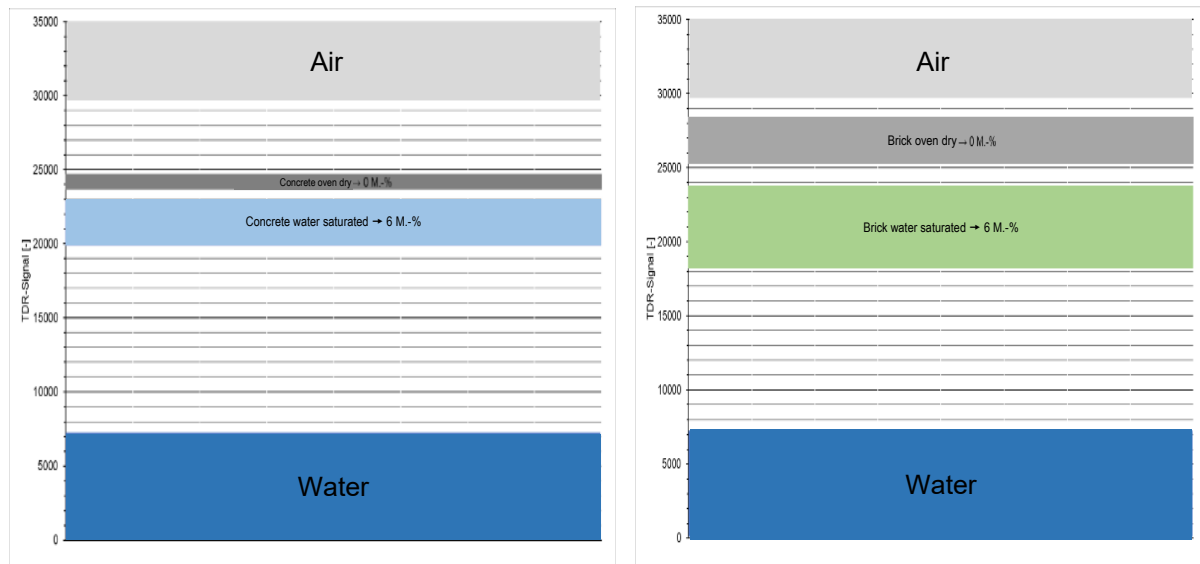 35000
Air
30000
25000
Concrete oven dry → 0 M.-%
Concrete water saturated → 6 M.-%
20000
TDR-Signal [-]
15000
10000
5000
Water
0
35000
Air
30000
Brick oven dry → 0 M.-%
25000
Brick water saturated → 6 M.-%
20000
TDR-Signal [-]
15000
10000
5000
Water
0